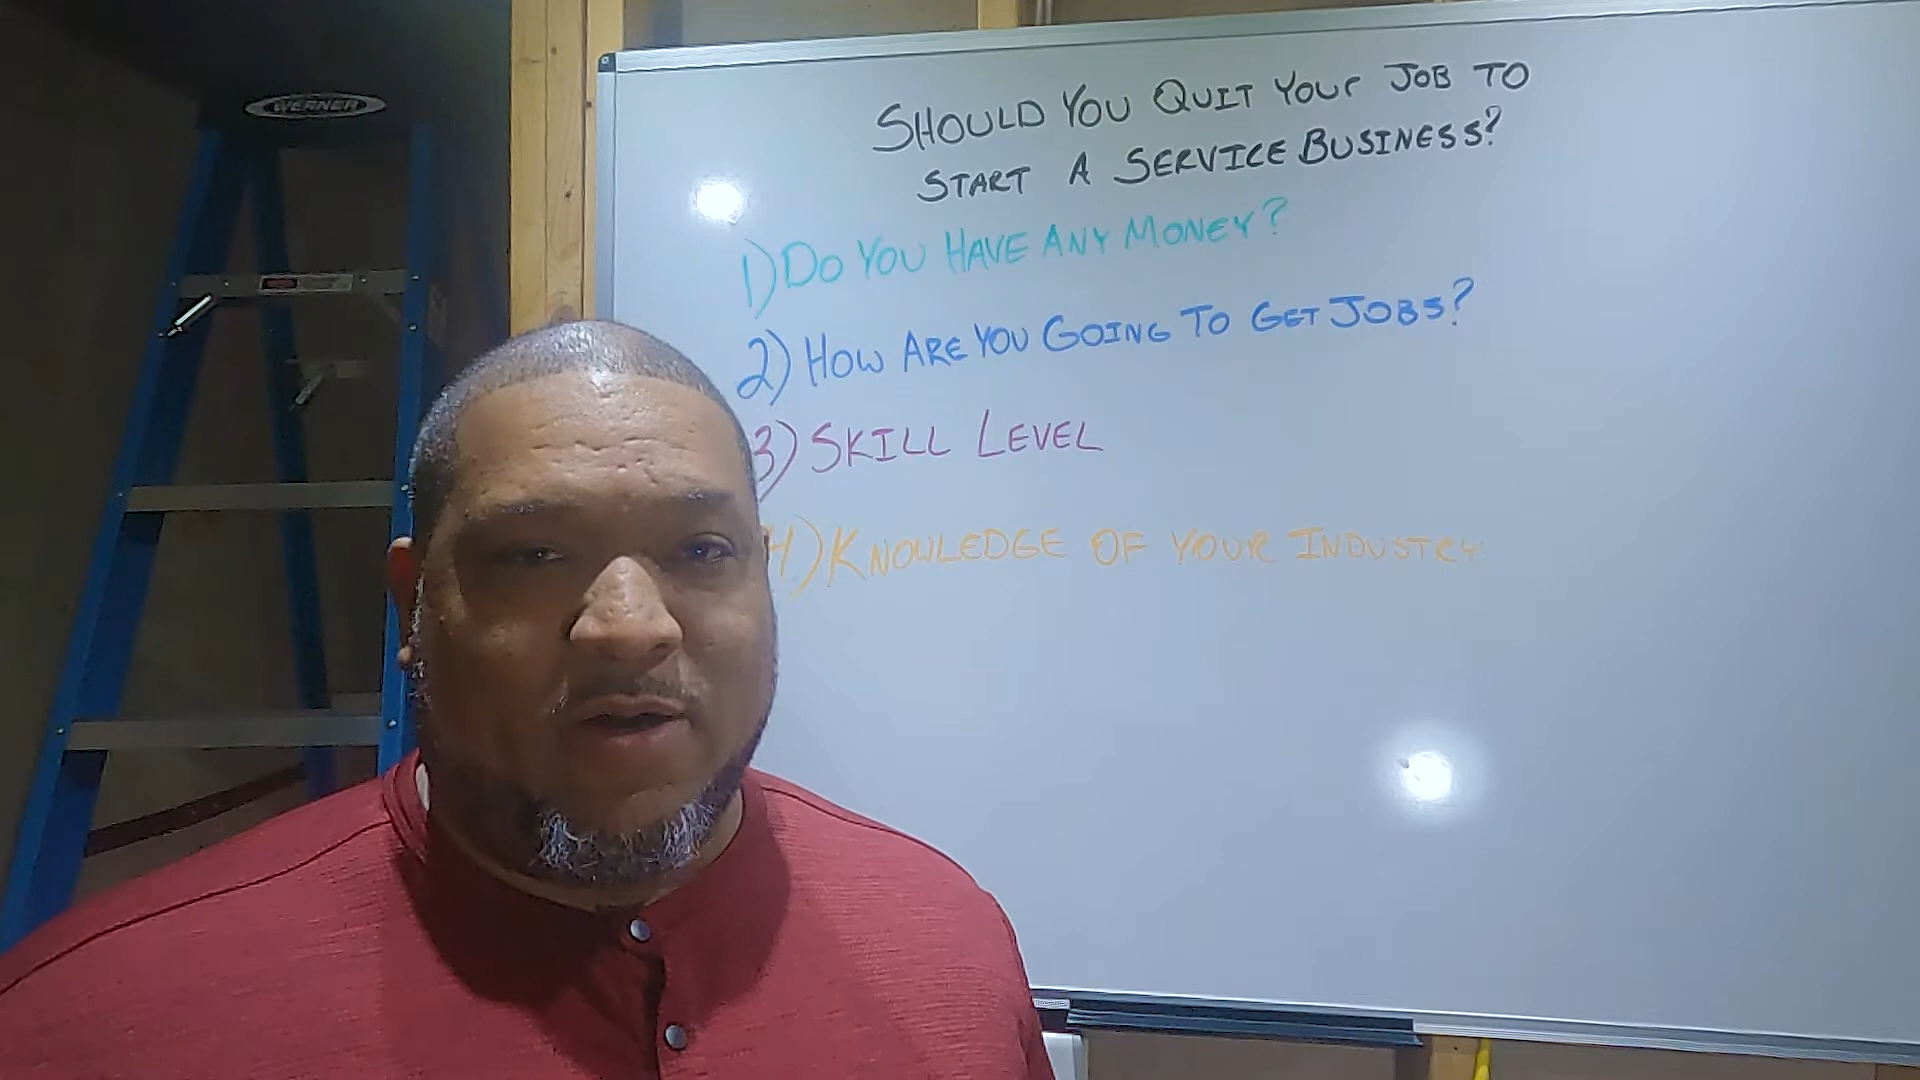 WERNER
SHOULD YOU QUIT YOUr JOB TO
START A SERVICE BUSINESS?
1) DO YOU HAVE ANY MONEY?
2) HOW ARE YOU GOING TO GET JOBS?
3) SKILL LEVEL
4) KNOWLEDGE OF YOUR INDUSTRY